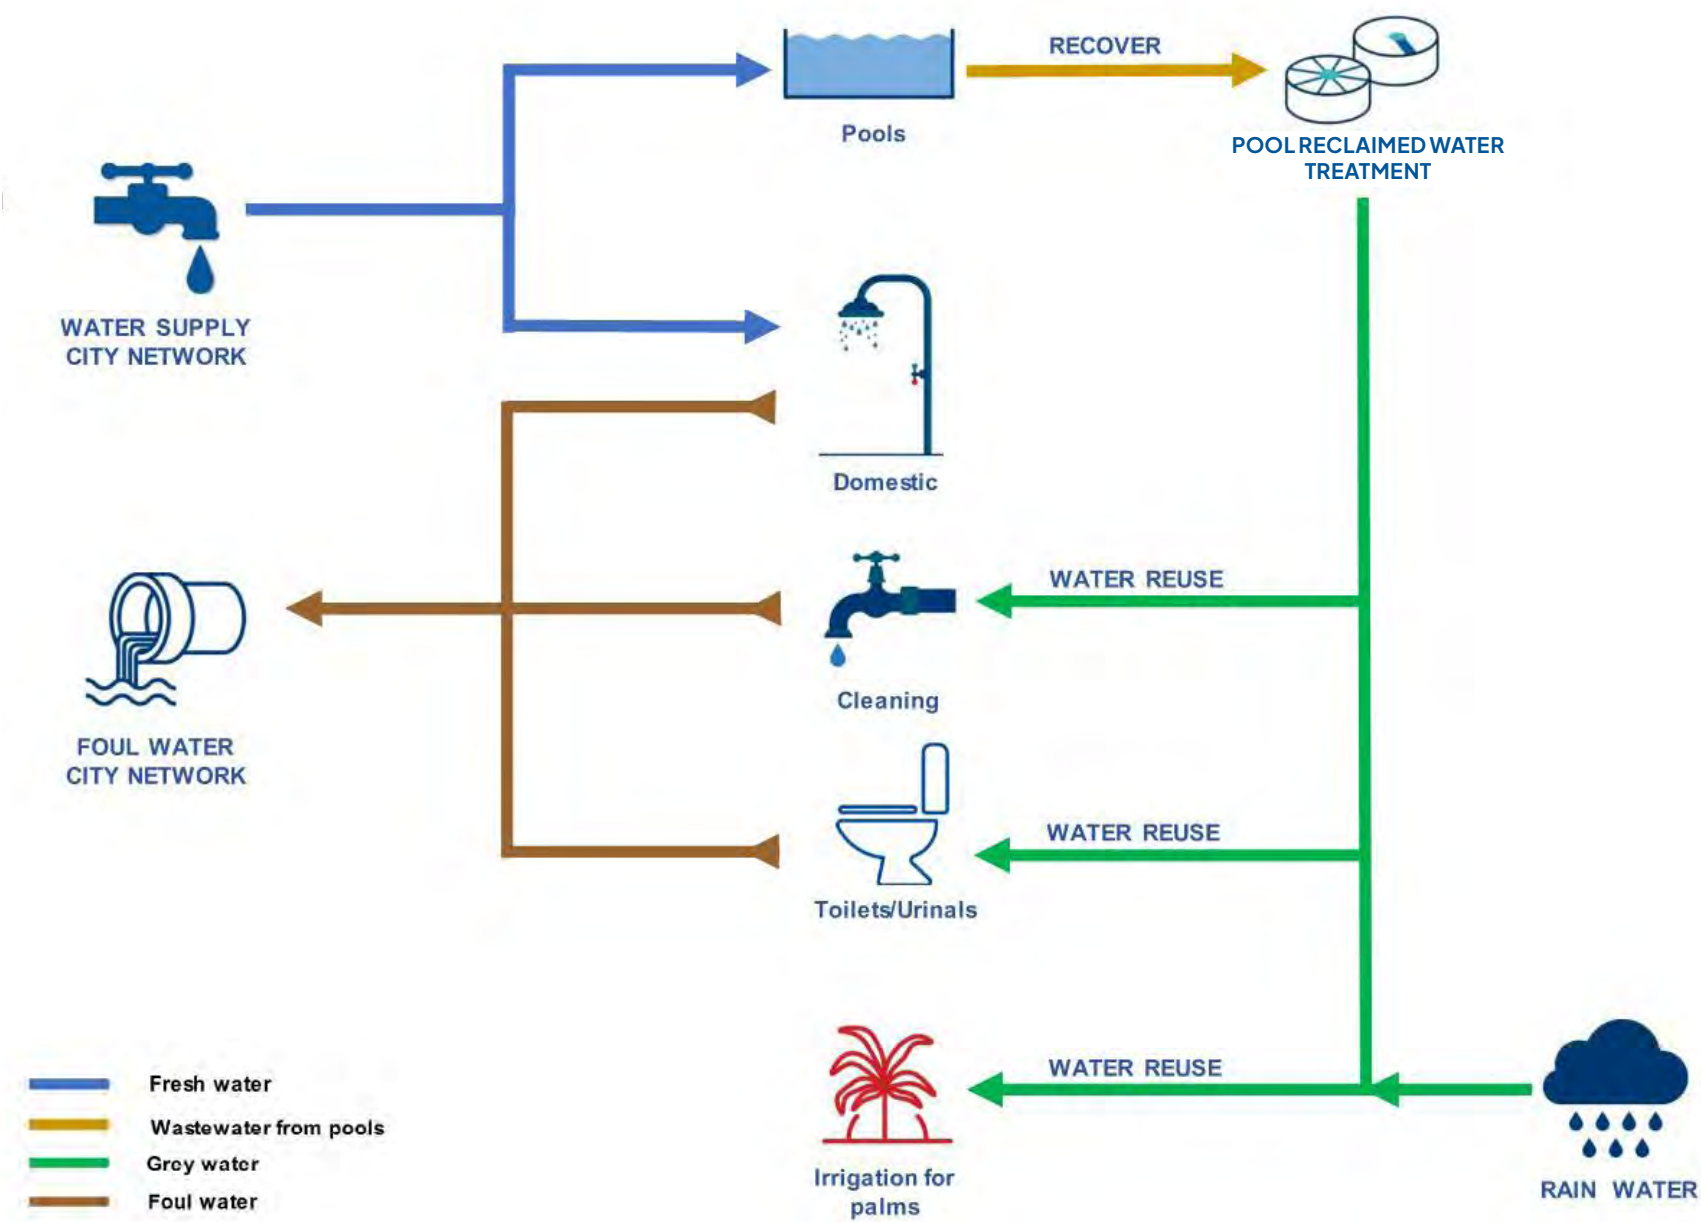 RECOVER
Pools
POOL RECLAIMED WATER
TREATMENT
WATER SUPPLY
CITY NETWORK
Domestic
WATER REUSE
Cleaning
FOUL WATER
CITY NETWORK
WATER REUSE
Toilets/Urinals
WATER REUSE
Irrigation for
palms
RAIN WATER
Fresh water
Wastewater from pools
Grey water
Foul water